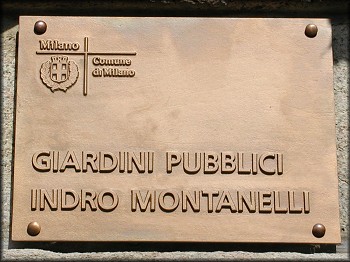 Milano
Comune
di Milano
GIARDINI PUBBLICI
INDRO MONTANELLI